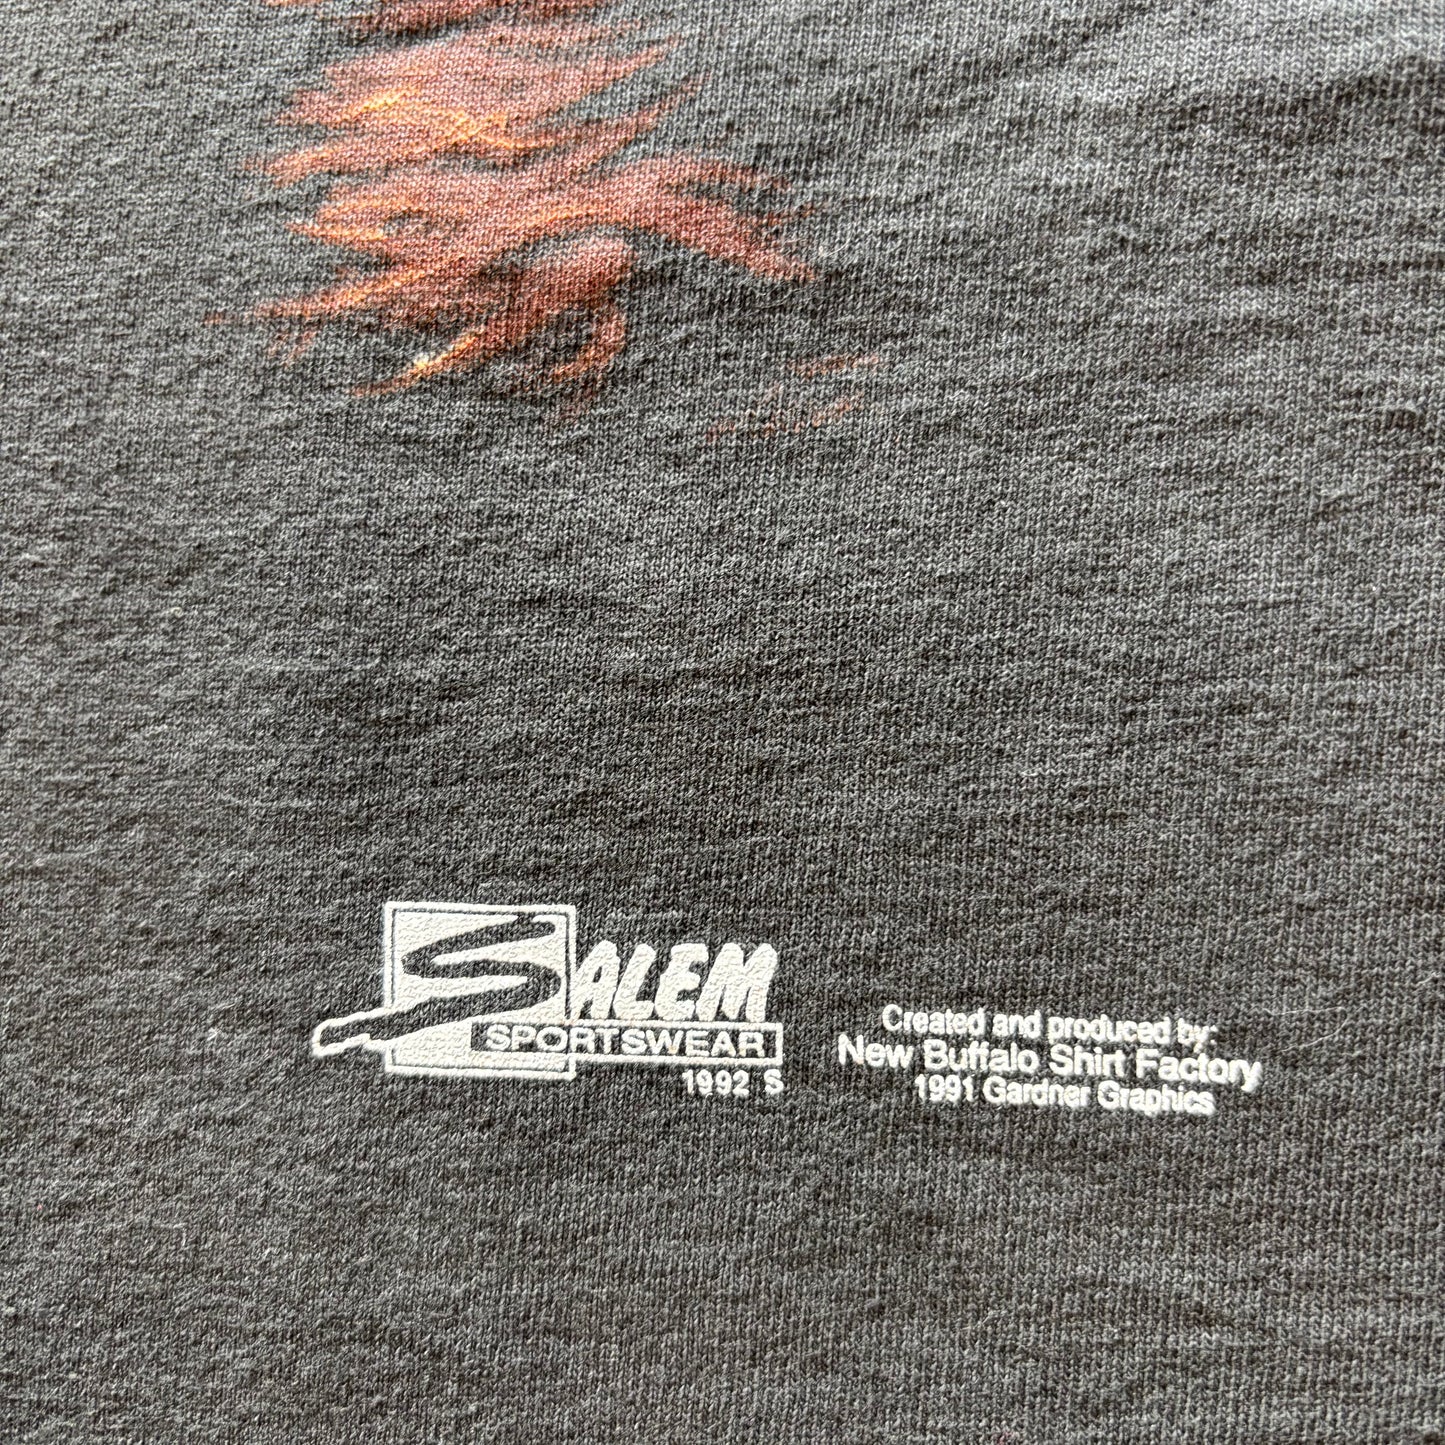 SALEM
SPORTSWEAR
1992 S
Created and produced by:
New Buffalo Shirt Factory
1991 Gardner Graphics